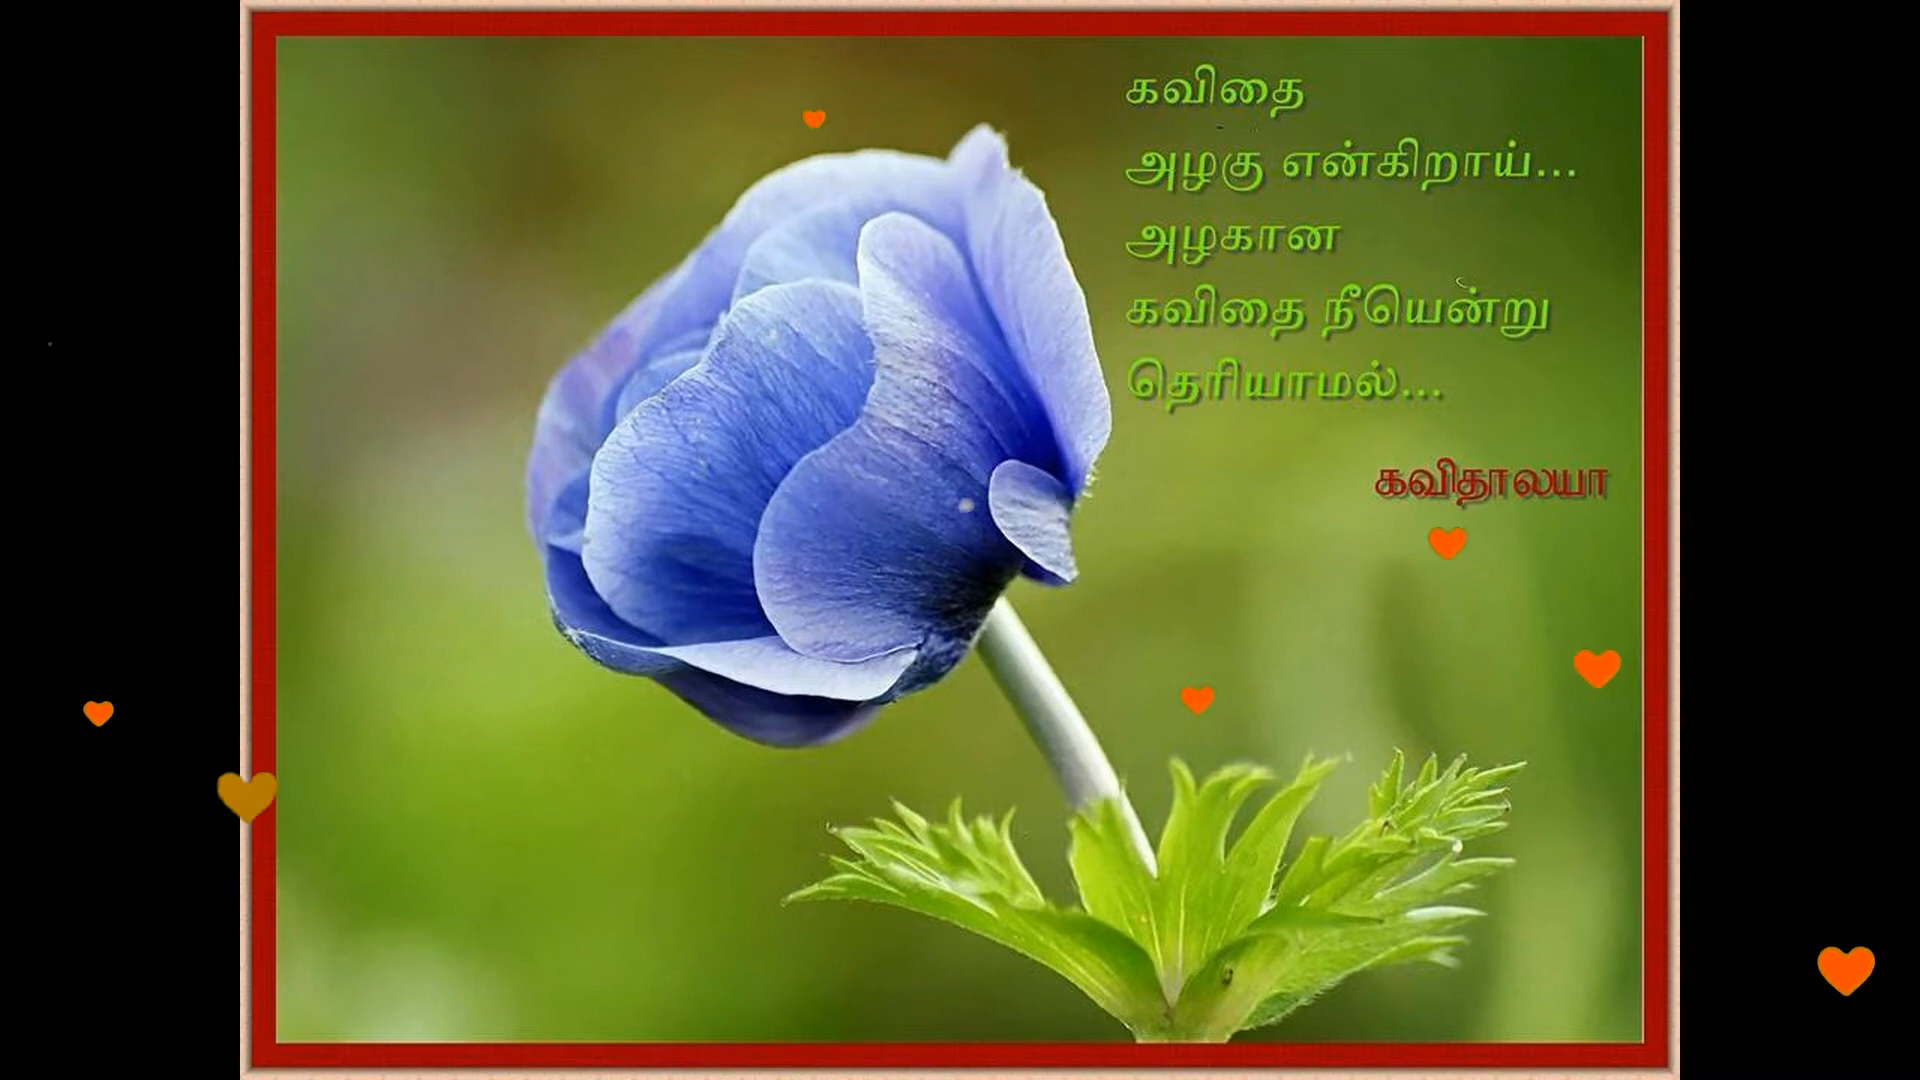 கவிதை
அழகு என்கிறாய்...
அழகான
கவிதை நீயென்று
தெரியாமல்...
கவிதாலயா